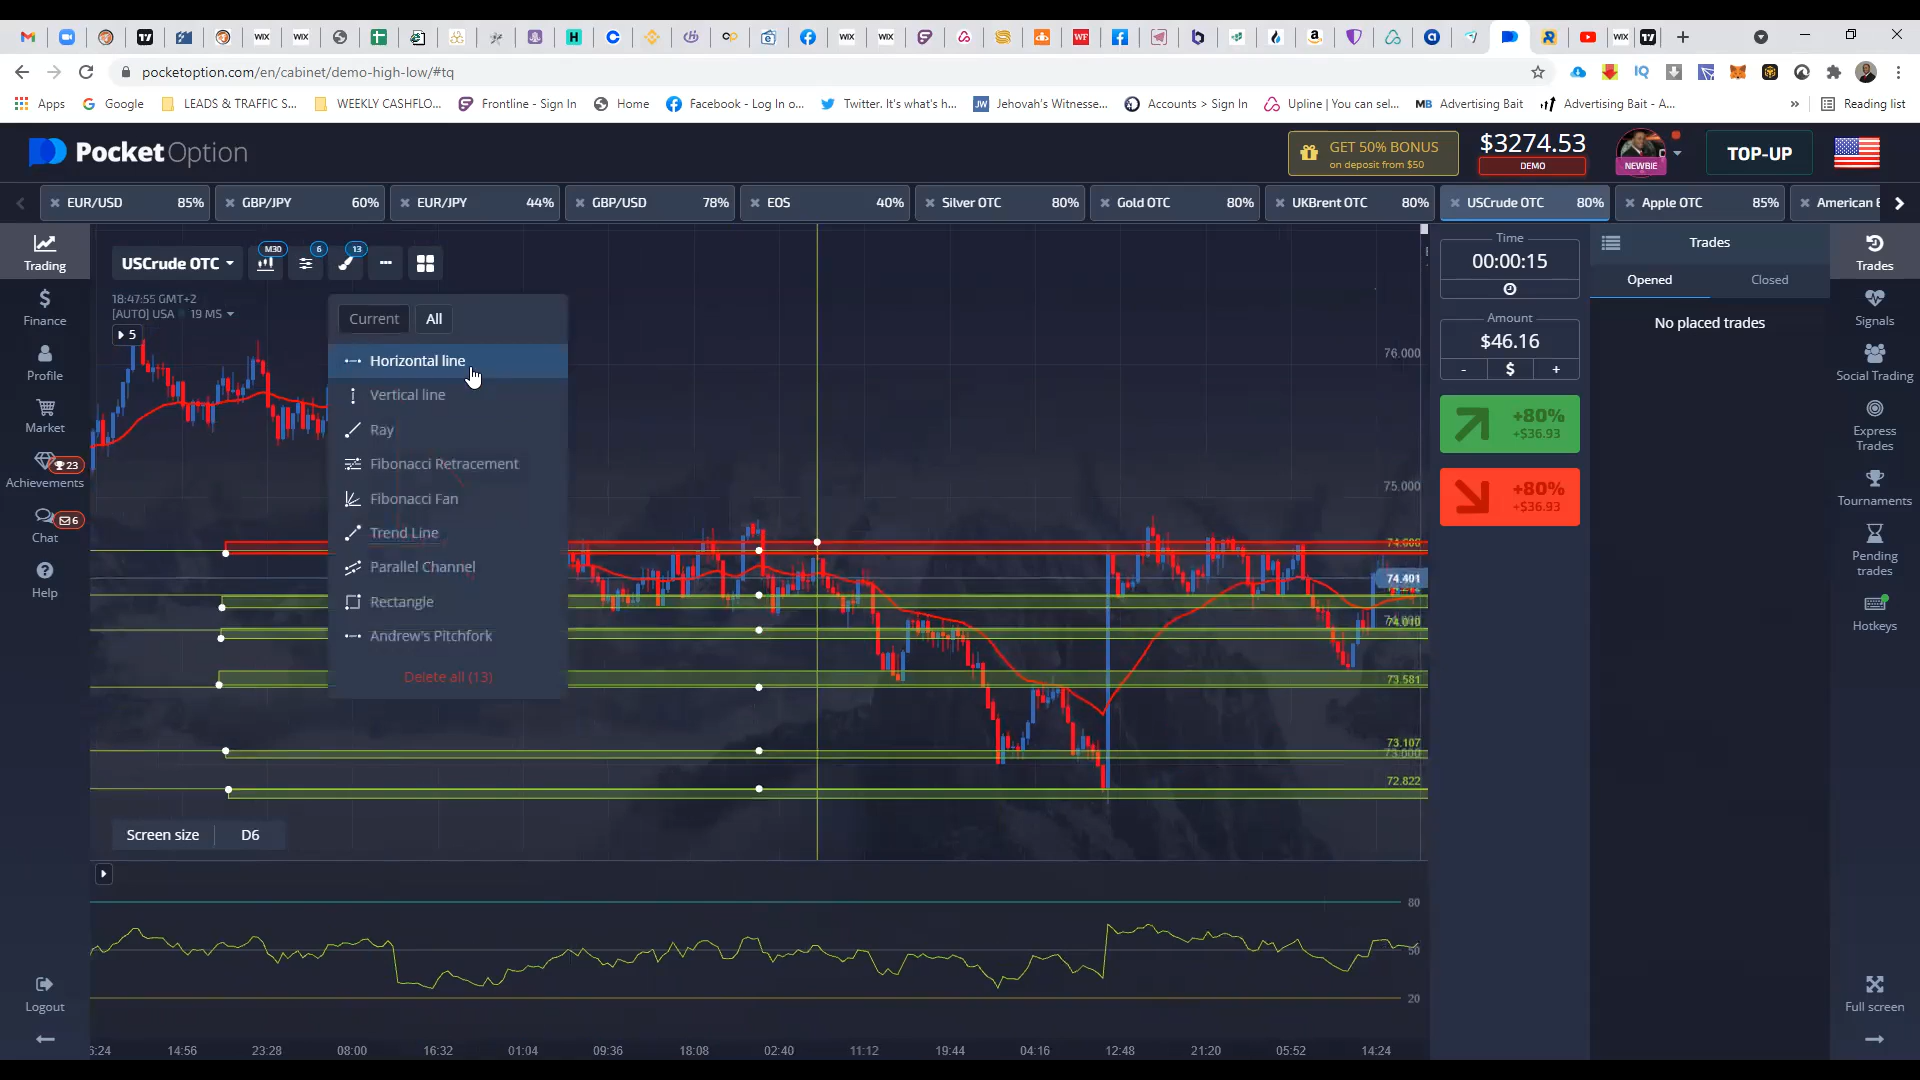 pocketoption.com/en/cabinet/demo-high-low/#tq
Apps
Google
LEADS & TRAFFIC S...
WEEKLY CASHFLO...
Frontline - Sign In
Home
Facebook - Log In o...
Twitter. It's what's h...
Jehovah's Witnesse...
Accounts > Sign In
Upline | You can sel...
Advertising Bait
Advertising Bait - A...
»
Reading list
PocketOption
GET 50% BONUS
on deposit from $50
$3274.53
DEMO
NEWBIE
TOP-UP
EUR/USD 85%
GBP/JPY 60%
EUR/JPY 44%
GBP/USD 78%
EOS 40%
Silver OTC 80%
Gold OTC 80%
UKBrent OTC 80%
USCrude OTC 80%
Apple OTC 85%
American
Trading
Finance
Profile
Market
23
Achievements
6
Chat
Help
Logout
USCrude OTC
M30
6
13
18:47:55 GMT+2
[AUTO] USA 19 MS
5
Current
All
Horizontal line
Vertical line
Ray
Fibonacci Retracement
Fibonacci Fan
Trend Line
Parallel Channel
Rectangle
Andrew's Pitchfork
Delete all (13)
76.000
75.000
74.401
74.010
73.581
73.107
73.000
72.822
Screen size
D6
80
50
20
14:56
23:28
08:00
16:32
01:04
09:36
18:08
02:40
11:12
19:44
04:16
12:48
21:20
05:52
14:24
Time
00:00:15
Amount
$46.16
-
$
+
+80%
+$36.93
+80%
+$36.93
Trades
Opened
Closed
No placed trades
Trades
Signals
Social Trading
Express
Trades
Tournaments
Pending
trades
Hotkeys
Full screen